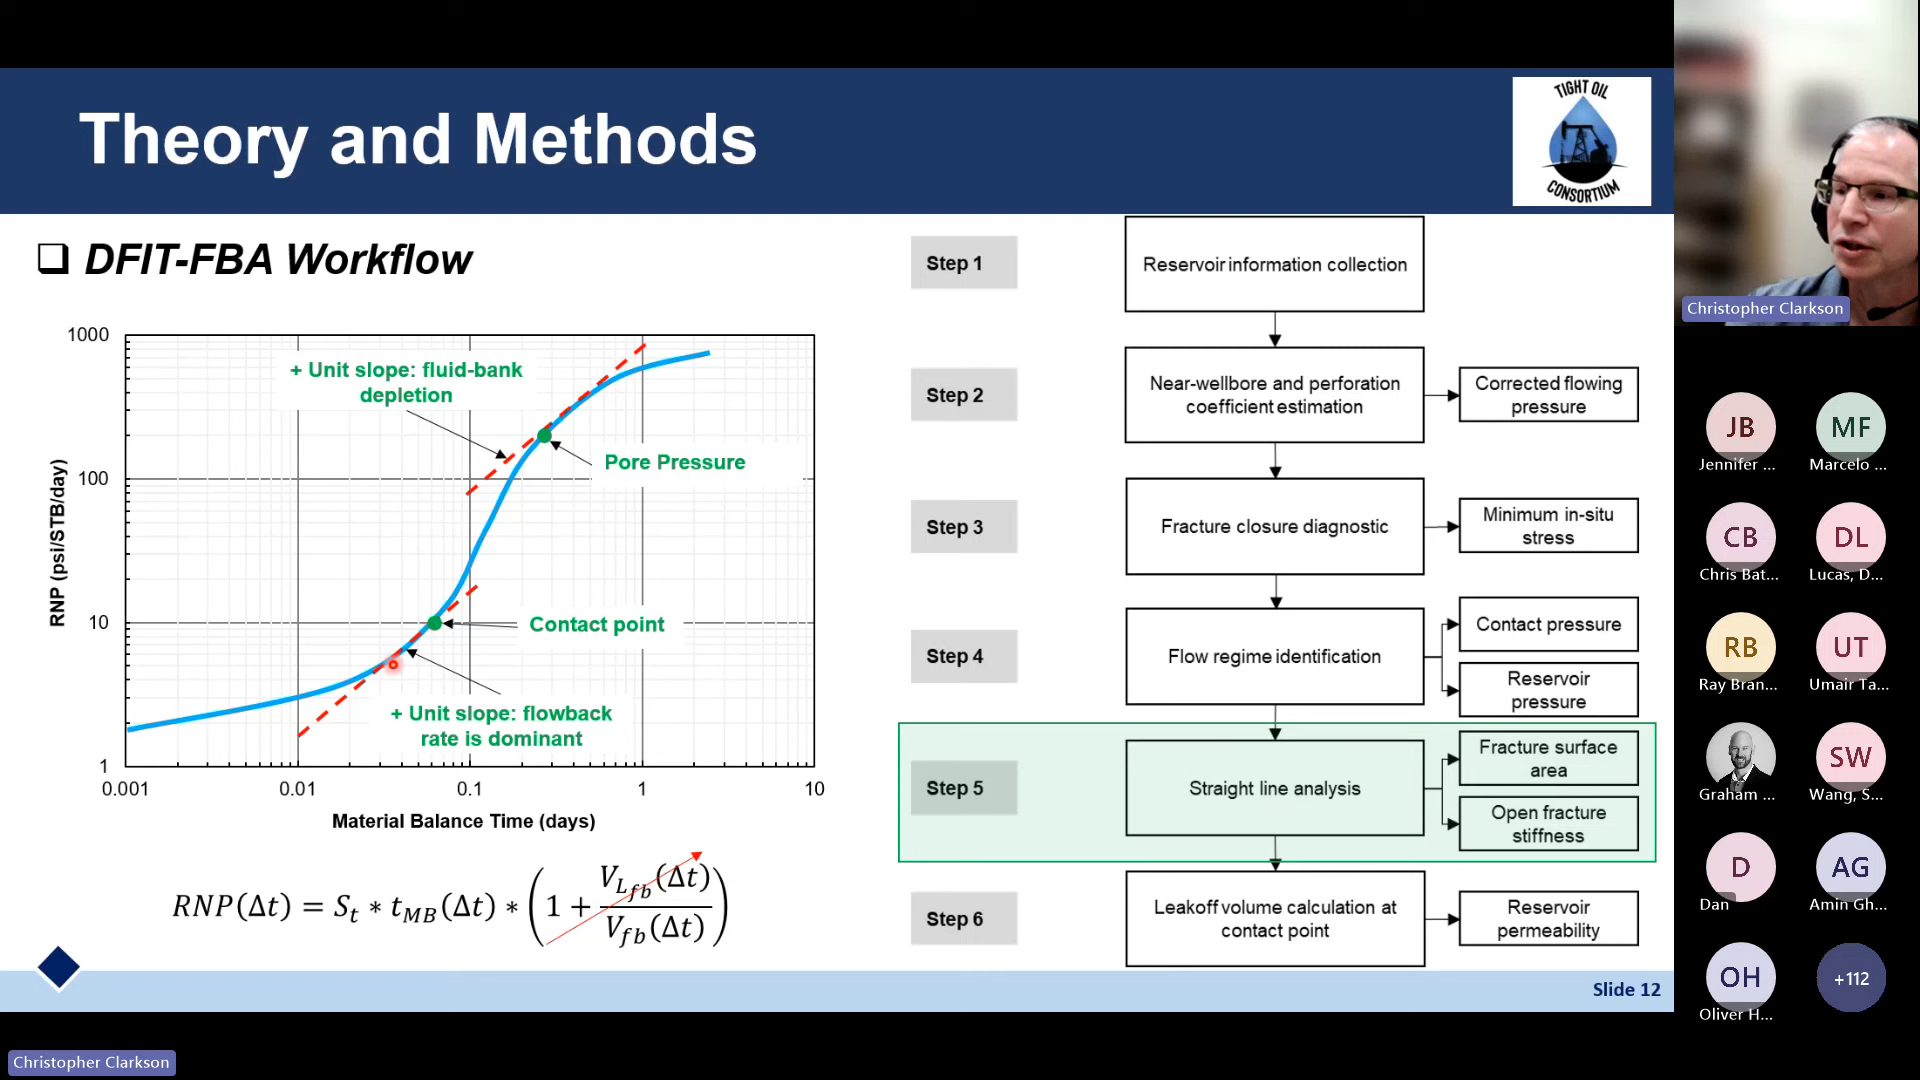 Theory and Methods
TIGHT OIL
CONSORTIUM
DFIT-FBA Workflow
RNP (psi/STB/day)
1000
100
10
1
0.001
0.01
0.1
1
10
Material Balance Time (days)
+ Unit slope: fluid-bank
depletion
Pore Pressure
Contact point
+ Unit slope: flowback
rate is dominant
RNP(Δt) = S_t * t_MB(Δt) * (1 + V_Lfb(Δt) / V_fb(Δt))
Step 1
Reservoir information collection
Step 2
Near-wellbore and perforation
coefficient estimation
Corrected flowing
pressure
Step 3
Fracture closure diagnostic
Minimum in-situ
stress
Step 4
Flow regime identification
Contact pressure
Reservoir
pressure
Step 5
Straight line analysis
Fracture surface
area
Open fracture
stiffness
Step 6
Leakoff volume calculation at
contact point
Reservoir
permeability
Slide 12
Christopher Clarkson
Christopher Clarkson
JB
Jennifer ...
MF
Marcelo ...
CB
Chris Bat...
DL
Lucas, D...
RB
Ray Bran...
UT
Umair Ta...
Graham ...
SW
Wang, S...
D
Dan
AG
Amin Gh...
OH
Oliver H...
+112